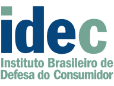 idec
Instituto Brasileiro de
Defesa do Consumidor